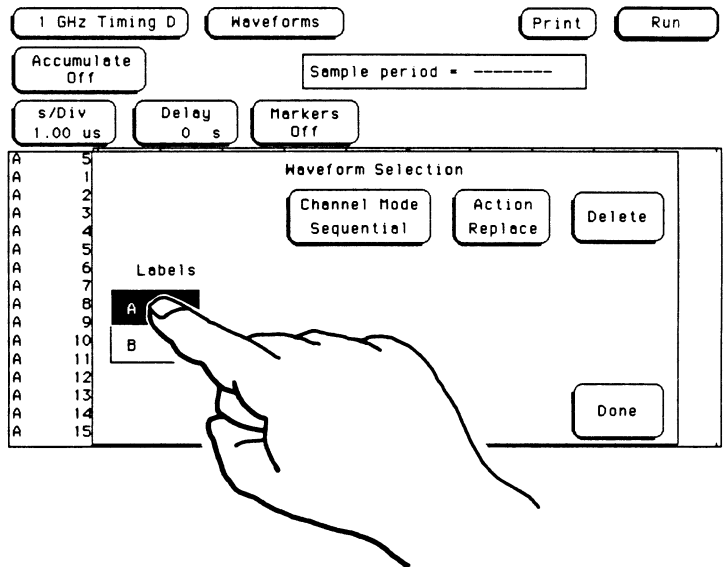 1 GHz Timing D Waveforms Print Run
Accumulate
Off
Sample period = ---------
s/Div
1.00 us
Delay
0 s
Markers
Off
Waveform Selection
Channel Mode
Sequential
Action
Replace
Delete
Labels
A
B
Done
A 5
A 1
A 2
A 3
A 4
A 5
A 6
A 7
A 8
A 9
A 10
A 11
A 12
A 13
A 14
A 15